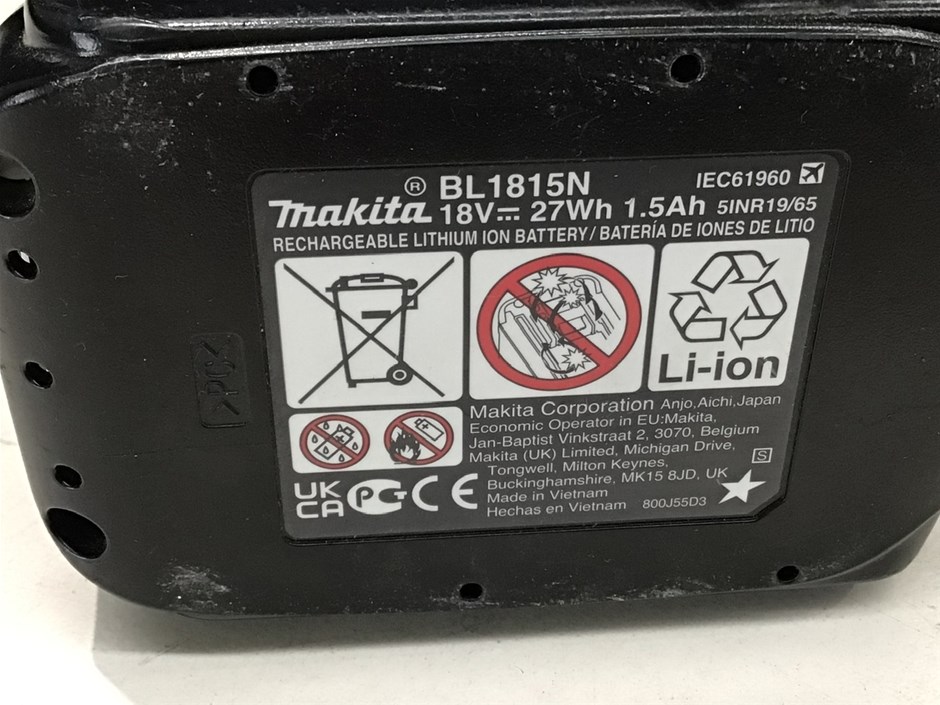 BL1815N IEC61960
makita® 18V⎓ 27Wh 1.5Ah 5INR19/65
RECHARGEABLE LITHIUM ION BATTERY / BATERÍA DE IONES DE LITIO
Li-ion
>PC<
Makita Corporation Anjo,Aichi,Japan
Economic Operator in EU:Makita,
Jan-Baptist Vinkstraat 2, 3070, Belgium
Makita (UK) Limited, Michigan Drive,
Tongwell, Milton Keynes,
Buckinghamshire, MK15 8JD, UK
S
Made in Vietnam
Hechas en Vietnam 800J55D3
UK
CA
PCT
CE